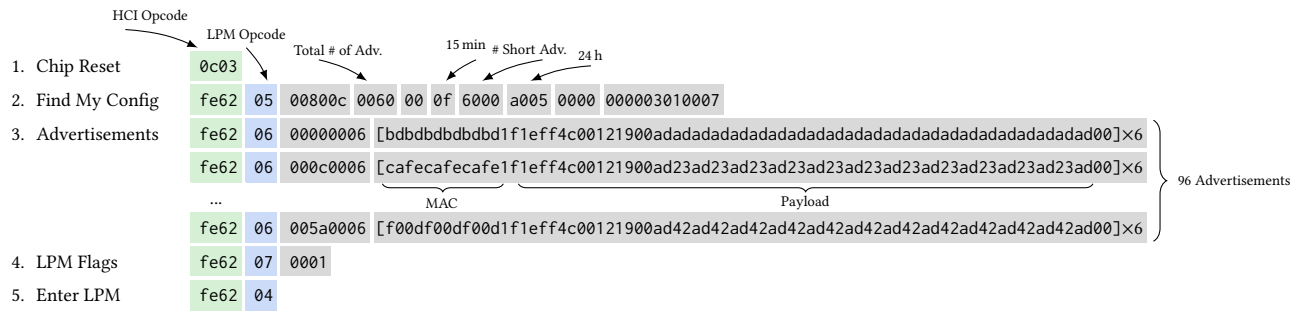 HCI Opcode
LPM Opcode
Total # of Adv.
15 min
# Short Adv.
24 h
1. Chip Reset 0c03
2. Find My Config fe62 05 00800c 0060 00 0f 6000 a005 0000 000003010007
3. Advertisements fe62 06 00000006 [bdbdbdbdbdbd1f1eff4c00121900adadadadadadadadadadadadadadadadadadadadadadad00]×6
fe62 06 000c0006 [cafecafecafe1f1eff4c00121900ad23ad23ad23ad23ad23ad23ad23ad23ad23ad23ad23ad00]×6
96 Advertisements
MAC
Payload
...
fe62 06 005a0006 [f00df00df00d1f1eff4c00121900ad42ad42ad42ad42ad42ad42ad42ad42ad42ad42ad42ad00]×6
4. LPM Flags fe62 07 0001
5. Enter LPM fe62 04